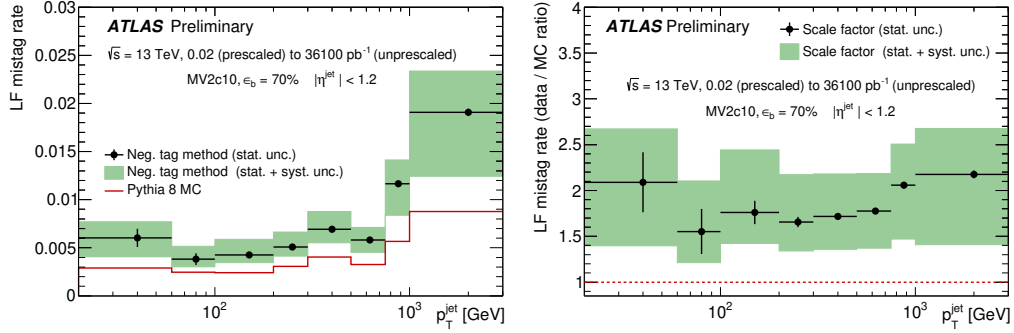 LF mistag rate
0.03
0.025
0.02
0.015
0.01
0.005
0
ATLAS Preliminary
√s = 13 TeV, 0.02 (prescaled) to 36100 pb⁻¹ (unprescaled)
MV2c10, ε_b = 70% |η^jet| < 1.2
Neg. tag method (stat. unc.)
Neg. tag method (stat. + syst. unc.)
Pythia 8 MC
10²
10³
p_T^jet [GeV]
LF mistag rate (data / MC ratio)
4
3.5
3
2.5
2
1.5
1
ATLAS Preliminary
Scale factor (stat. unc.)
Scale factor (stat. + syst. unc.)
√s = 13 TeV, 0.02 (prescaled) to 36100 pb⁻¹ (unprescaled)
MV2c10, ε_b = 70% |η^jet| < 1.2
10²
10³
p_T^jet [GeV]